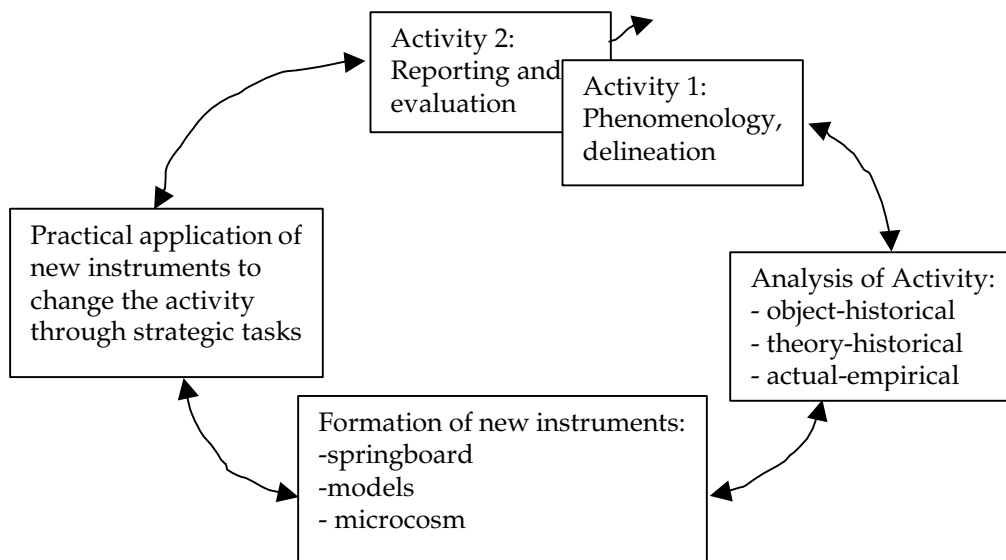 Activity 2:
Reporting and
evaluation
Activity 1:
Phenomenology,
delineation
Practical application of
new instruments to
change the activity
through strategic tasks
Analysis of Activity:
- object-historical
- theory-historical
- actual-empirical
Formation of new instruments:
-springboard
-models
- microcosm